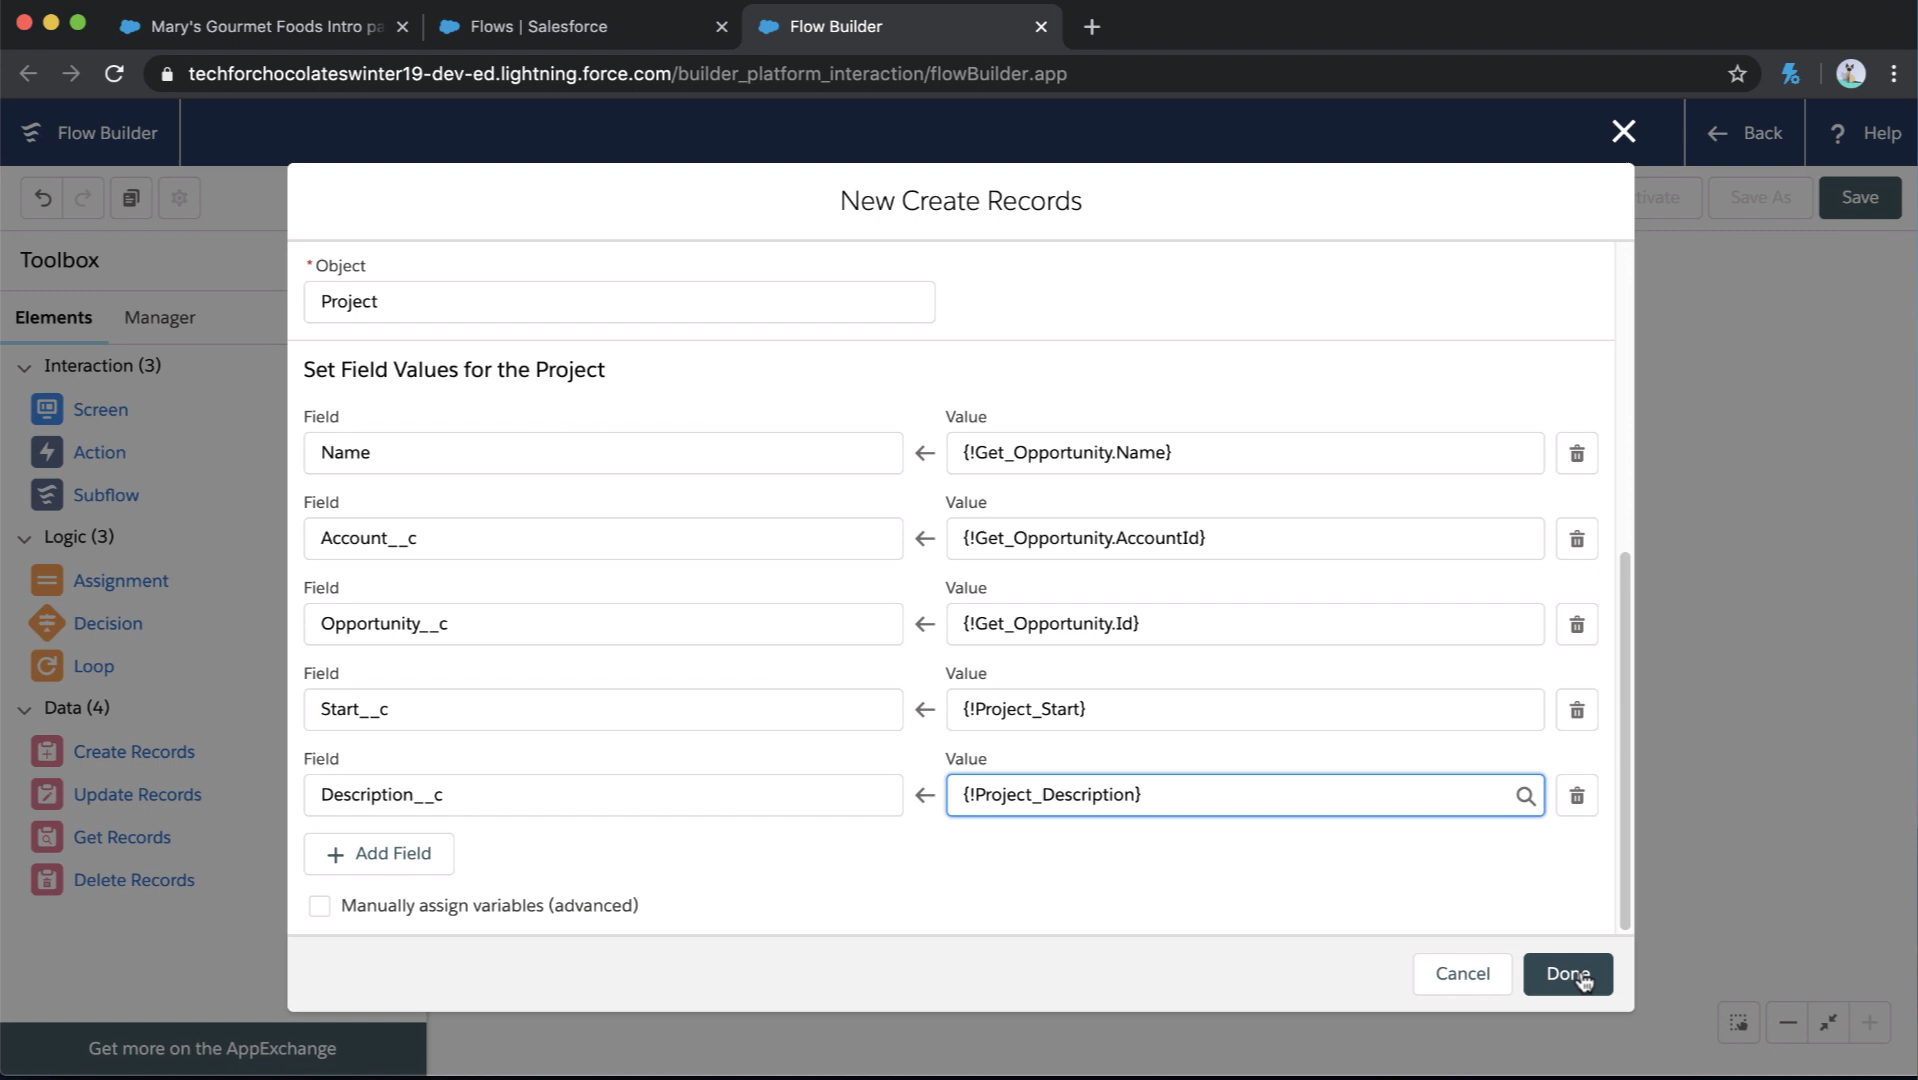 Mary's Gourmet Foods Intro pa
Flows | Salesforce
Flow Builder
techforchocolateswinter19-dev-ed.lightning.force.com/builder_platform_interaction/flowBuilder.app
Flow Builder
Back
? Help
New Create Records
tivate
Save As
Save
Toolbox
Elements
Manager
Interaction (3)
Screen
Action
Subflow
Logic (3)
Assignment
Decision
Loop
Data (4)
Create Records
Update Records
Get Records
Delete Records
Get more on the AppExchange
*Object
Project
Set Field Values for the Project
Field
Value
Name
{!Get_Opportunity.Name}
Field
Value
Account__c
{!Get_Opportunity.AccountId}
Field
Value
Opportunity__c
{!Get_Opportunity.Id}
Field
Value
Start__c
{!Project_Start}
Field
Value
Description__c
{!Project_Description}
+ Add Field
Manually assign variables (advanced)
Cancel
Done